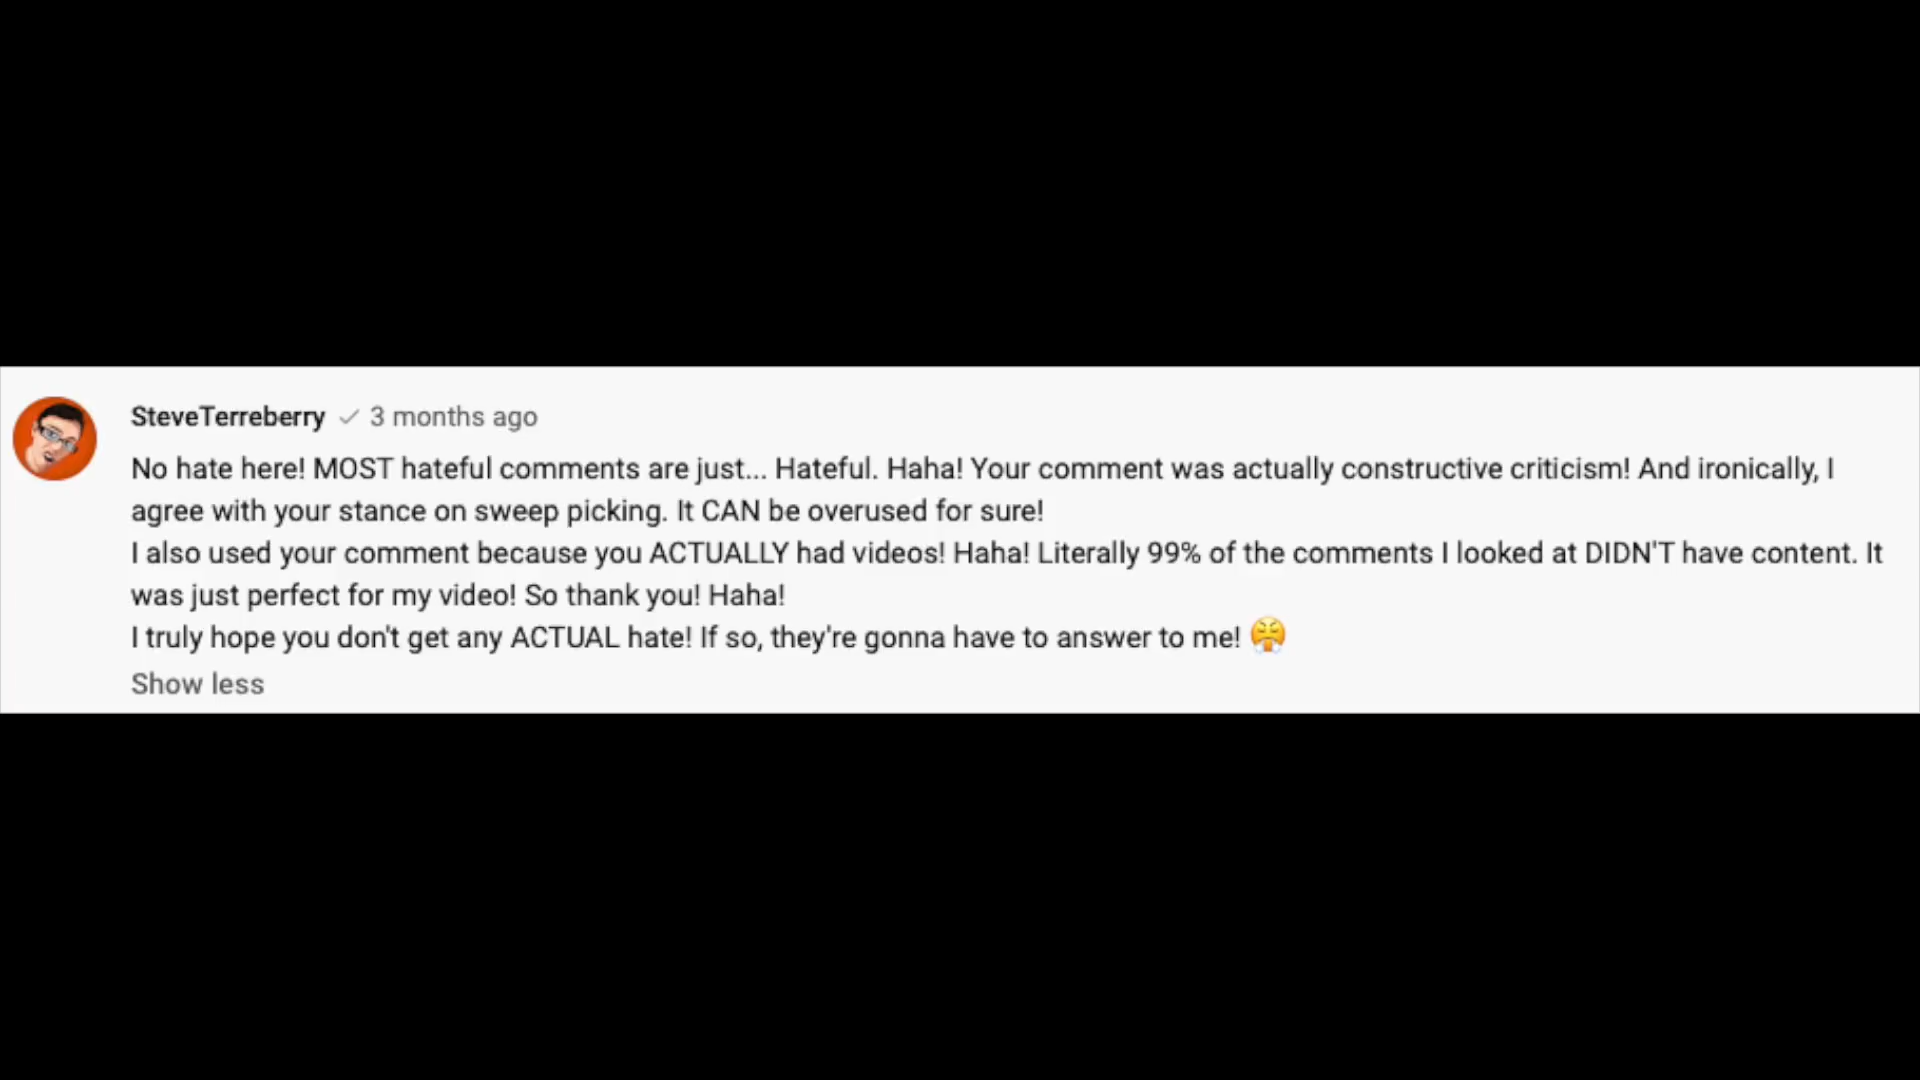 SteveTerreberry ✓ 3 months ago
No hate here! MOST hateful comments are just... Hateful. Haha! Your comment was actually constructive criticism! And ironically, I
agree with your stance on sweep picking. It CAN be overused for sure!
I also used your comment because you ACTUALLY had videos! Haha! Literally 99% of the comments I looked at DIDN'T have content. It
was just perfect for my video! So thank you! Haha!
I truly hope you don't get any ACTUAL hate! If so, they're gonna have to answer to me! 😤
Show less